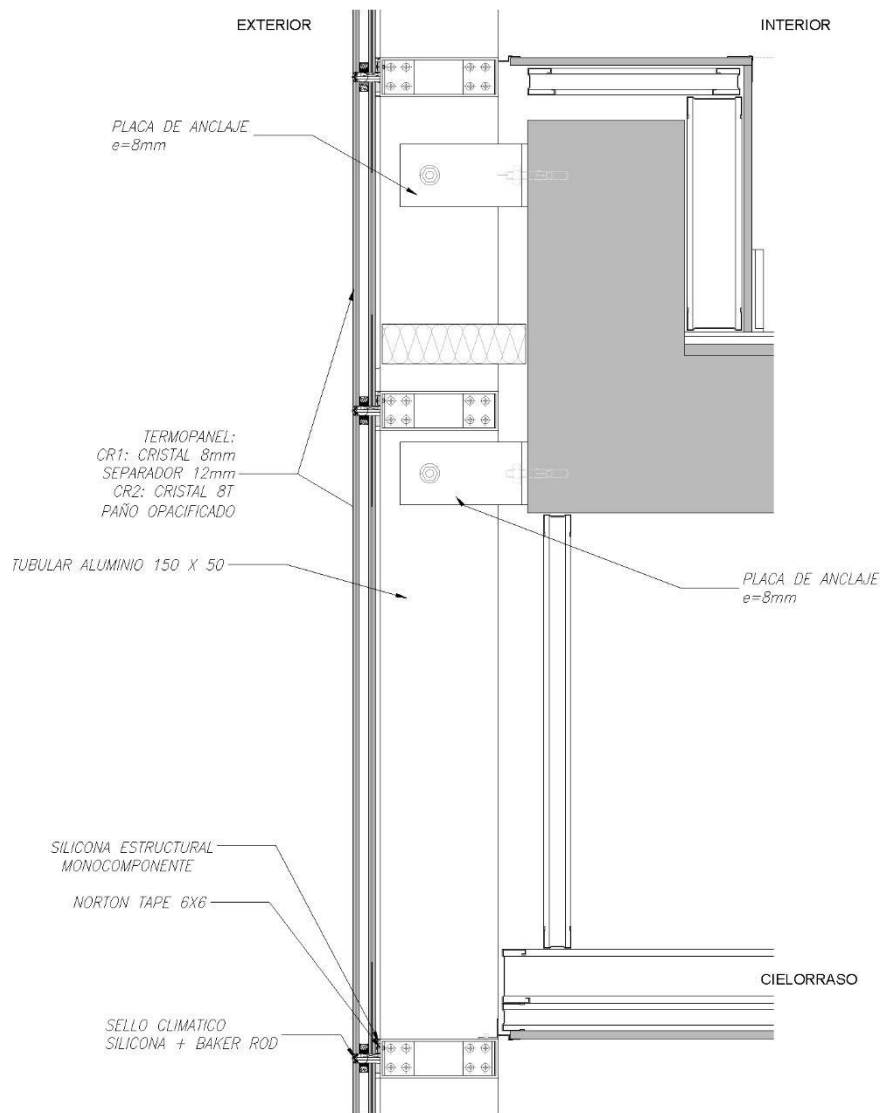 EXTERIOR
INTERIOR
PLACA DE ANCLAJE
e=8mm
TERMOPANEL:
CR1: CRISTAL 8mm
SEPARADOR 12mm
CR2: CRISTAL 8T
PAÑO OPACIFICADO
TUBULAR ALUMINIO 150 X 50
PLACA DE ANCLAJE
e=8mm
SILICONA ESTRUCTURAL
MONOCOMPONENTE
NORTON TAPE 6X6
CIELORRASO
SELLO CLIMATICO
SILICONA + BAKER ROD